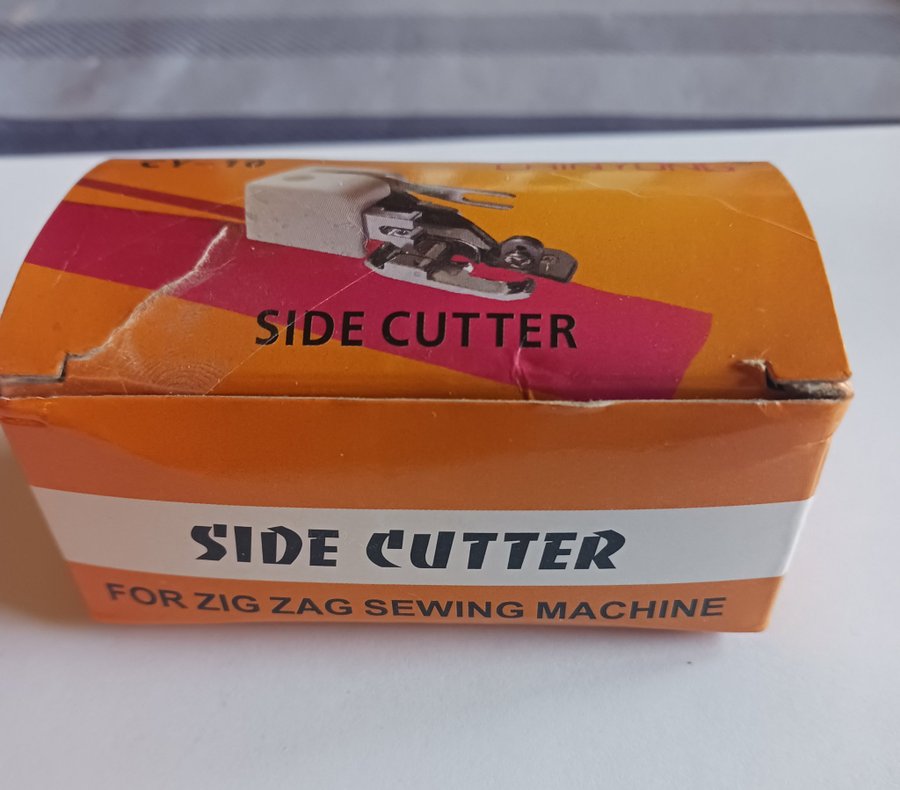 SIDE CUTTER
SIDE CUTTER
FOR ZIG ZAG SEWING MACHINE